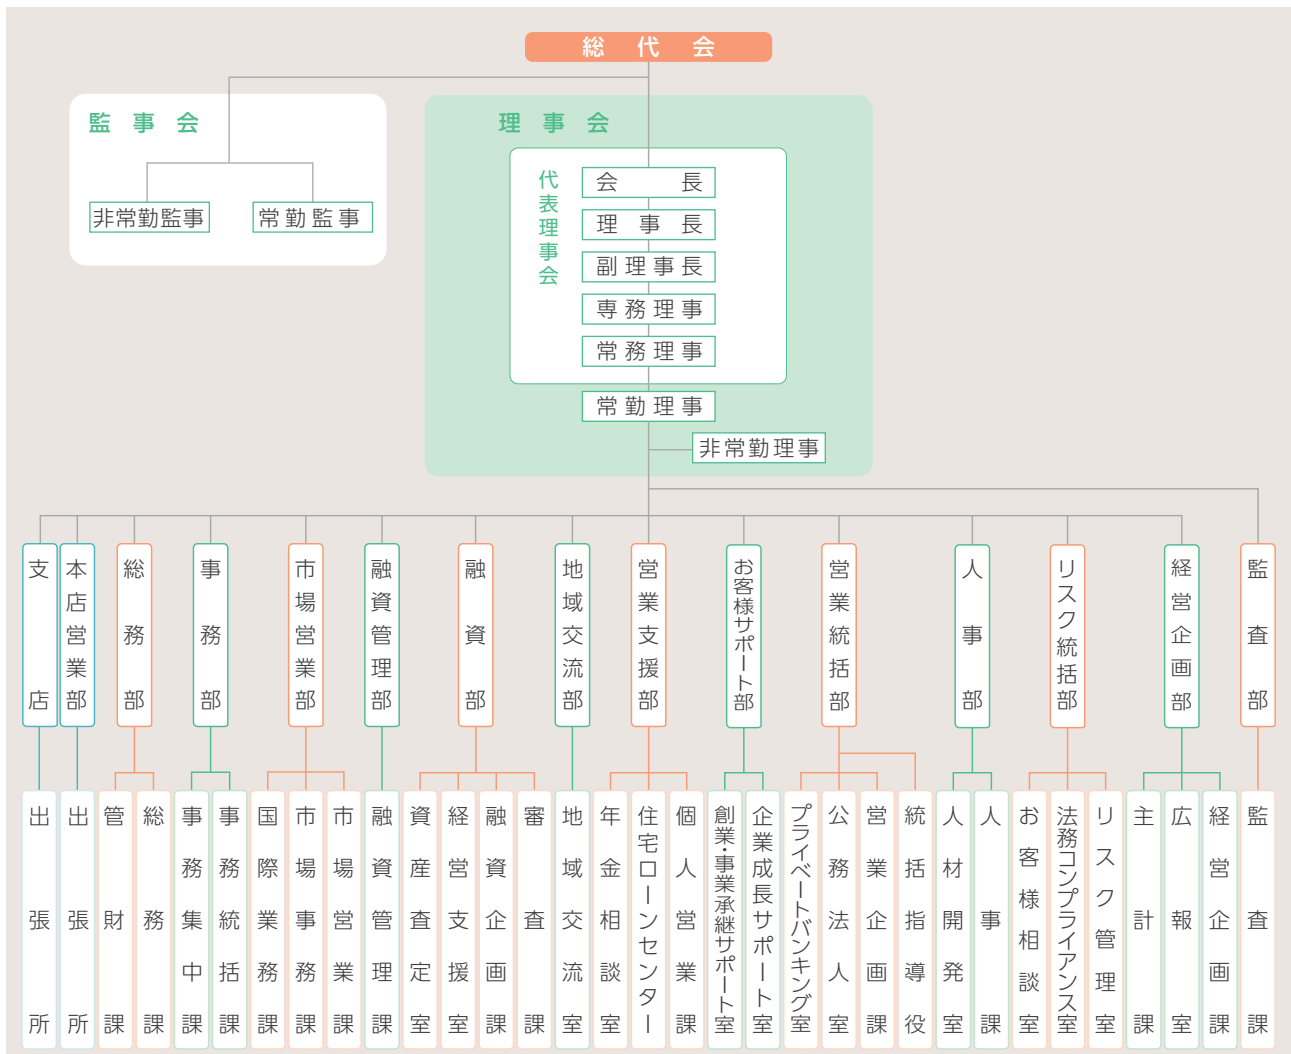 総代会
監事会
非常勤監事
常勤監事
理事会
代表理事会
会長
理事長
副理事長
専務理事
常務理事
常勤理事
非常勤理事
支店
本店営業部
総務部
事務部
市場営業部
融資管理部
融資部
地域交流部
営業支援部
お客様サポート部
営業統括部
人事部
リスク統括部
経営企画部
監査部
出張所
出張所
管財課
総務課
事務集中課
事務統括課
国際業務課
市場事務課
市場営業課
融資管理課
資産査定室
経営支援室
融資企画課
審査課
地域交流室
年金相談室
住宅ローンセンター
個人営業課
創業・事業承継サポート室
企業成長サポート室
プライベートバンキング室
公務法人室
営業企画課
統括指導役
人材開発室
人事課
お客様相談室
法務コンプライアンス室
リスク管理室
主計課
広報室
経営企画課
監査課